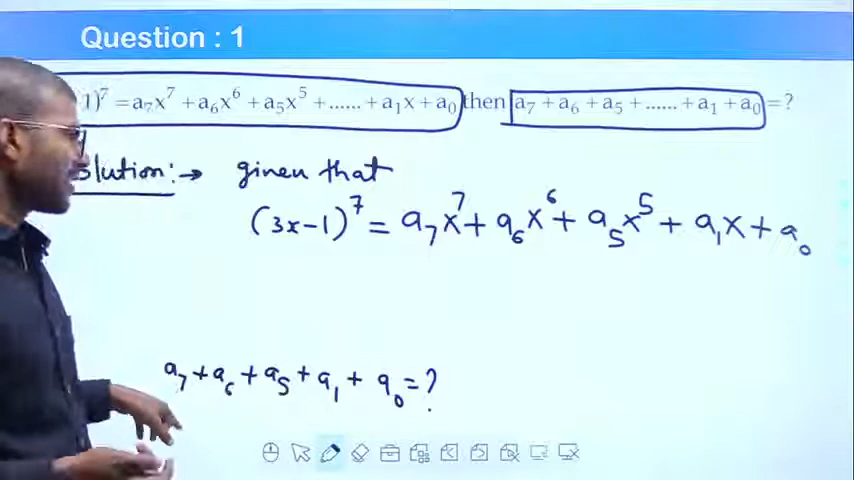 Question : 1
1)⁷ = a₇x⁷ + a₆x⁶ + a₅x⁵ + ...... + a₁x + a₀ then a₇ + a₆ + a₅ + ...... + a₁ + a₀ = ?
lution :→ given that
(3x-1)⁷ = a₇x⁷ + a₆x⁶ + a₅x⁵ + a₁x + a₀
a₇ + a₆ + a₅ + a₁ + a₀ = ?